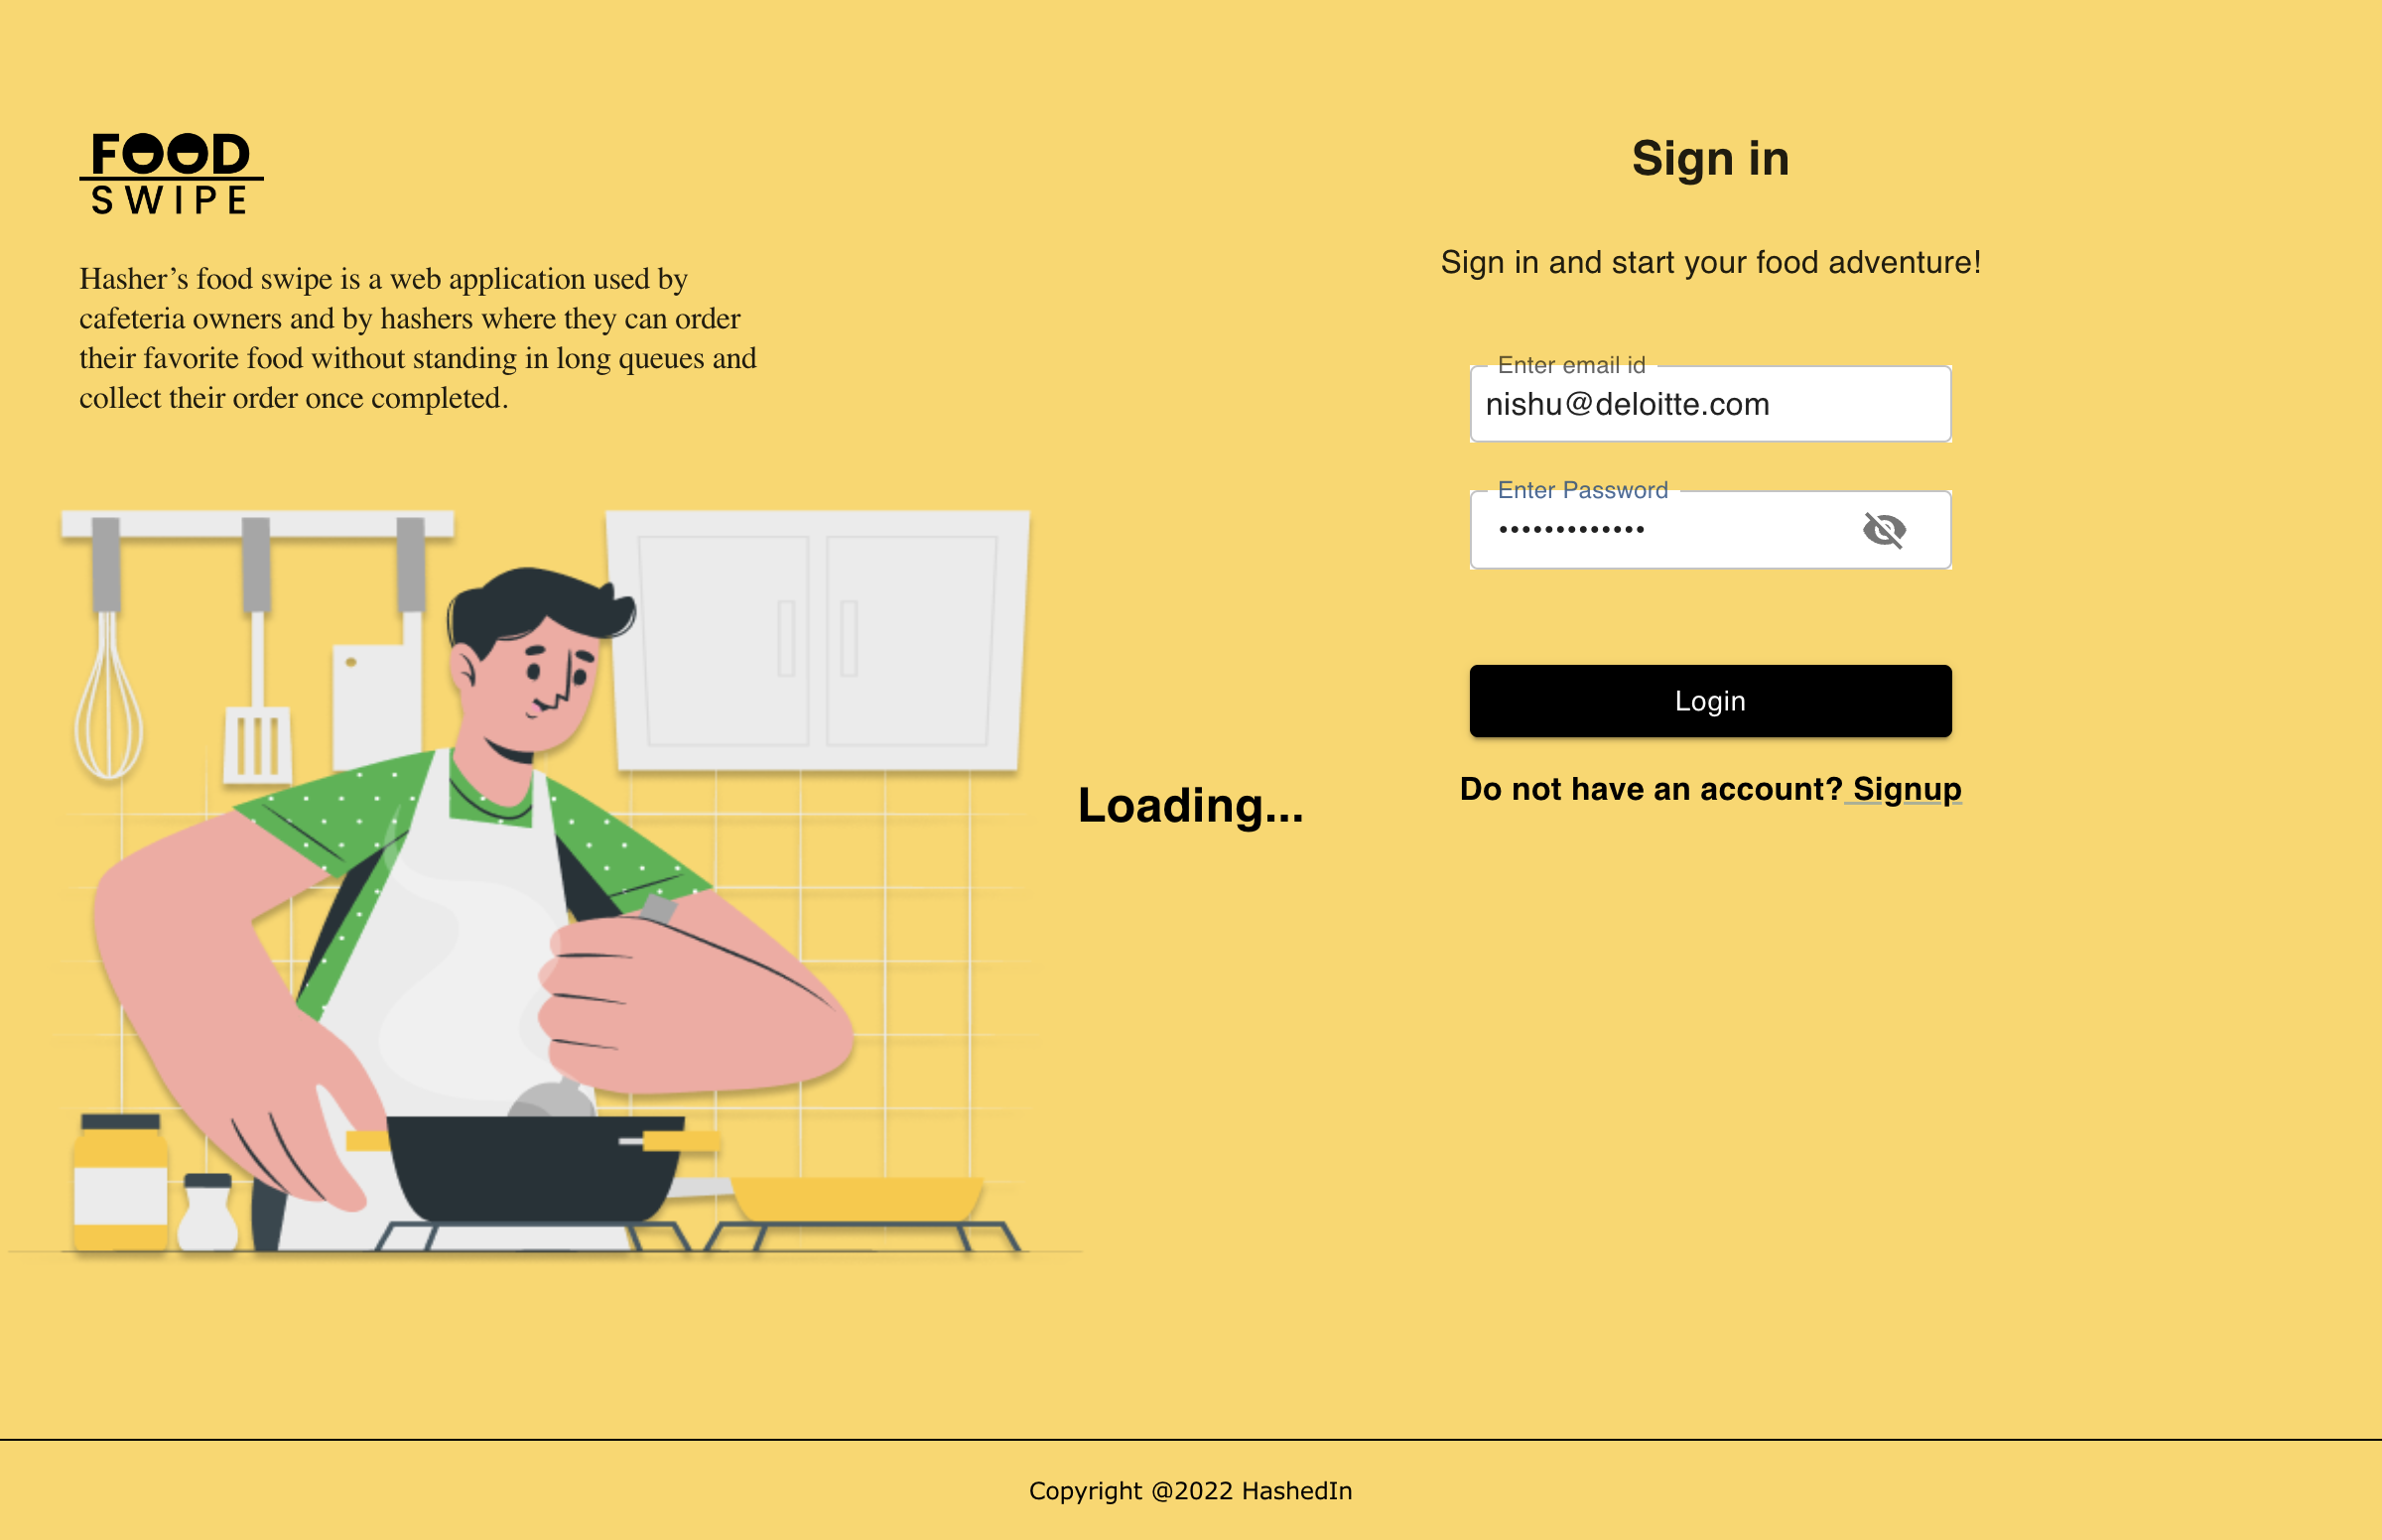 FOOD
SWIPE
Hasher’s food swipe is a web application used by
cafeteria owners and by hashers where they can order
their favorite food without standing in long queues and
collect their order once completed.
Sign in
Sign in and start your food adventure!
Enter email id
nishu@deloitte.com
Enter Password
•••••••••••••
Login
Do not have an account? Signup
Loading...
Copyright @2022 HashedIn